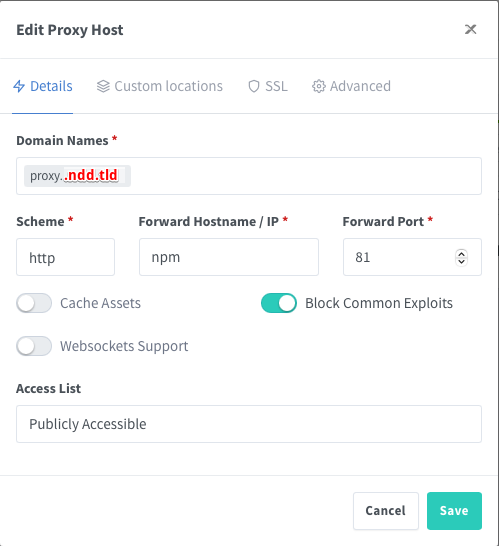 Edit Proxy Host
Details Custom locations SSL Advanced
Domain Names *
proxy..ndd.tld
Scheme * Forward Hostname / IP * Forward Port *
http npm 81
Cache Assets Block Common Exploits
Websockets Support
Access List
Publicly Accessible
Cancel Save